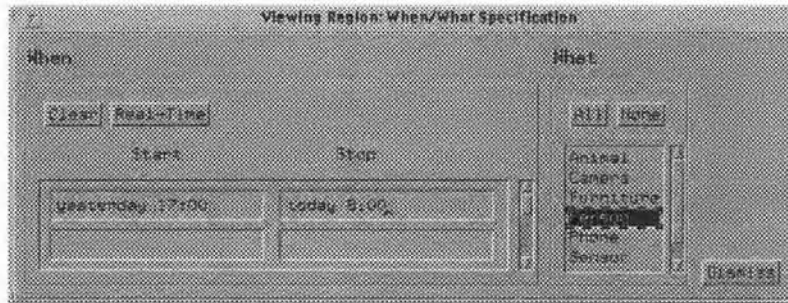 Viewing Region: When/What Specification
When
What
Clear Real-Time
All None
Start Stop
yesterday 17:00 today 8:00
Animal
Camera
Furniture
Person
Phone
Sensor
Dismiss